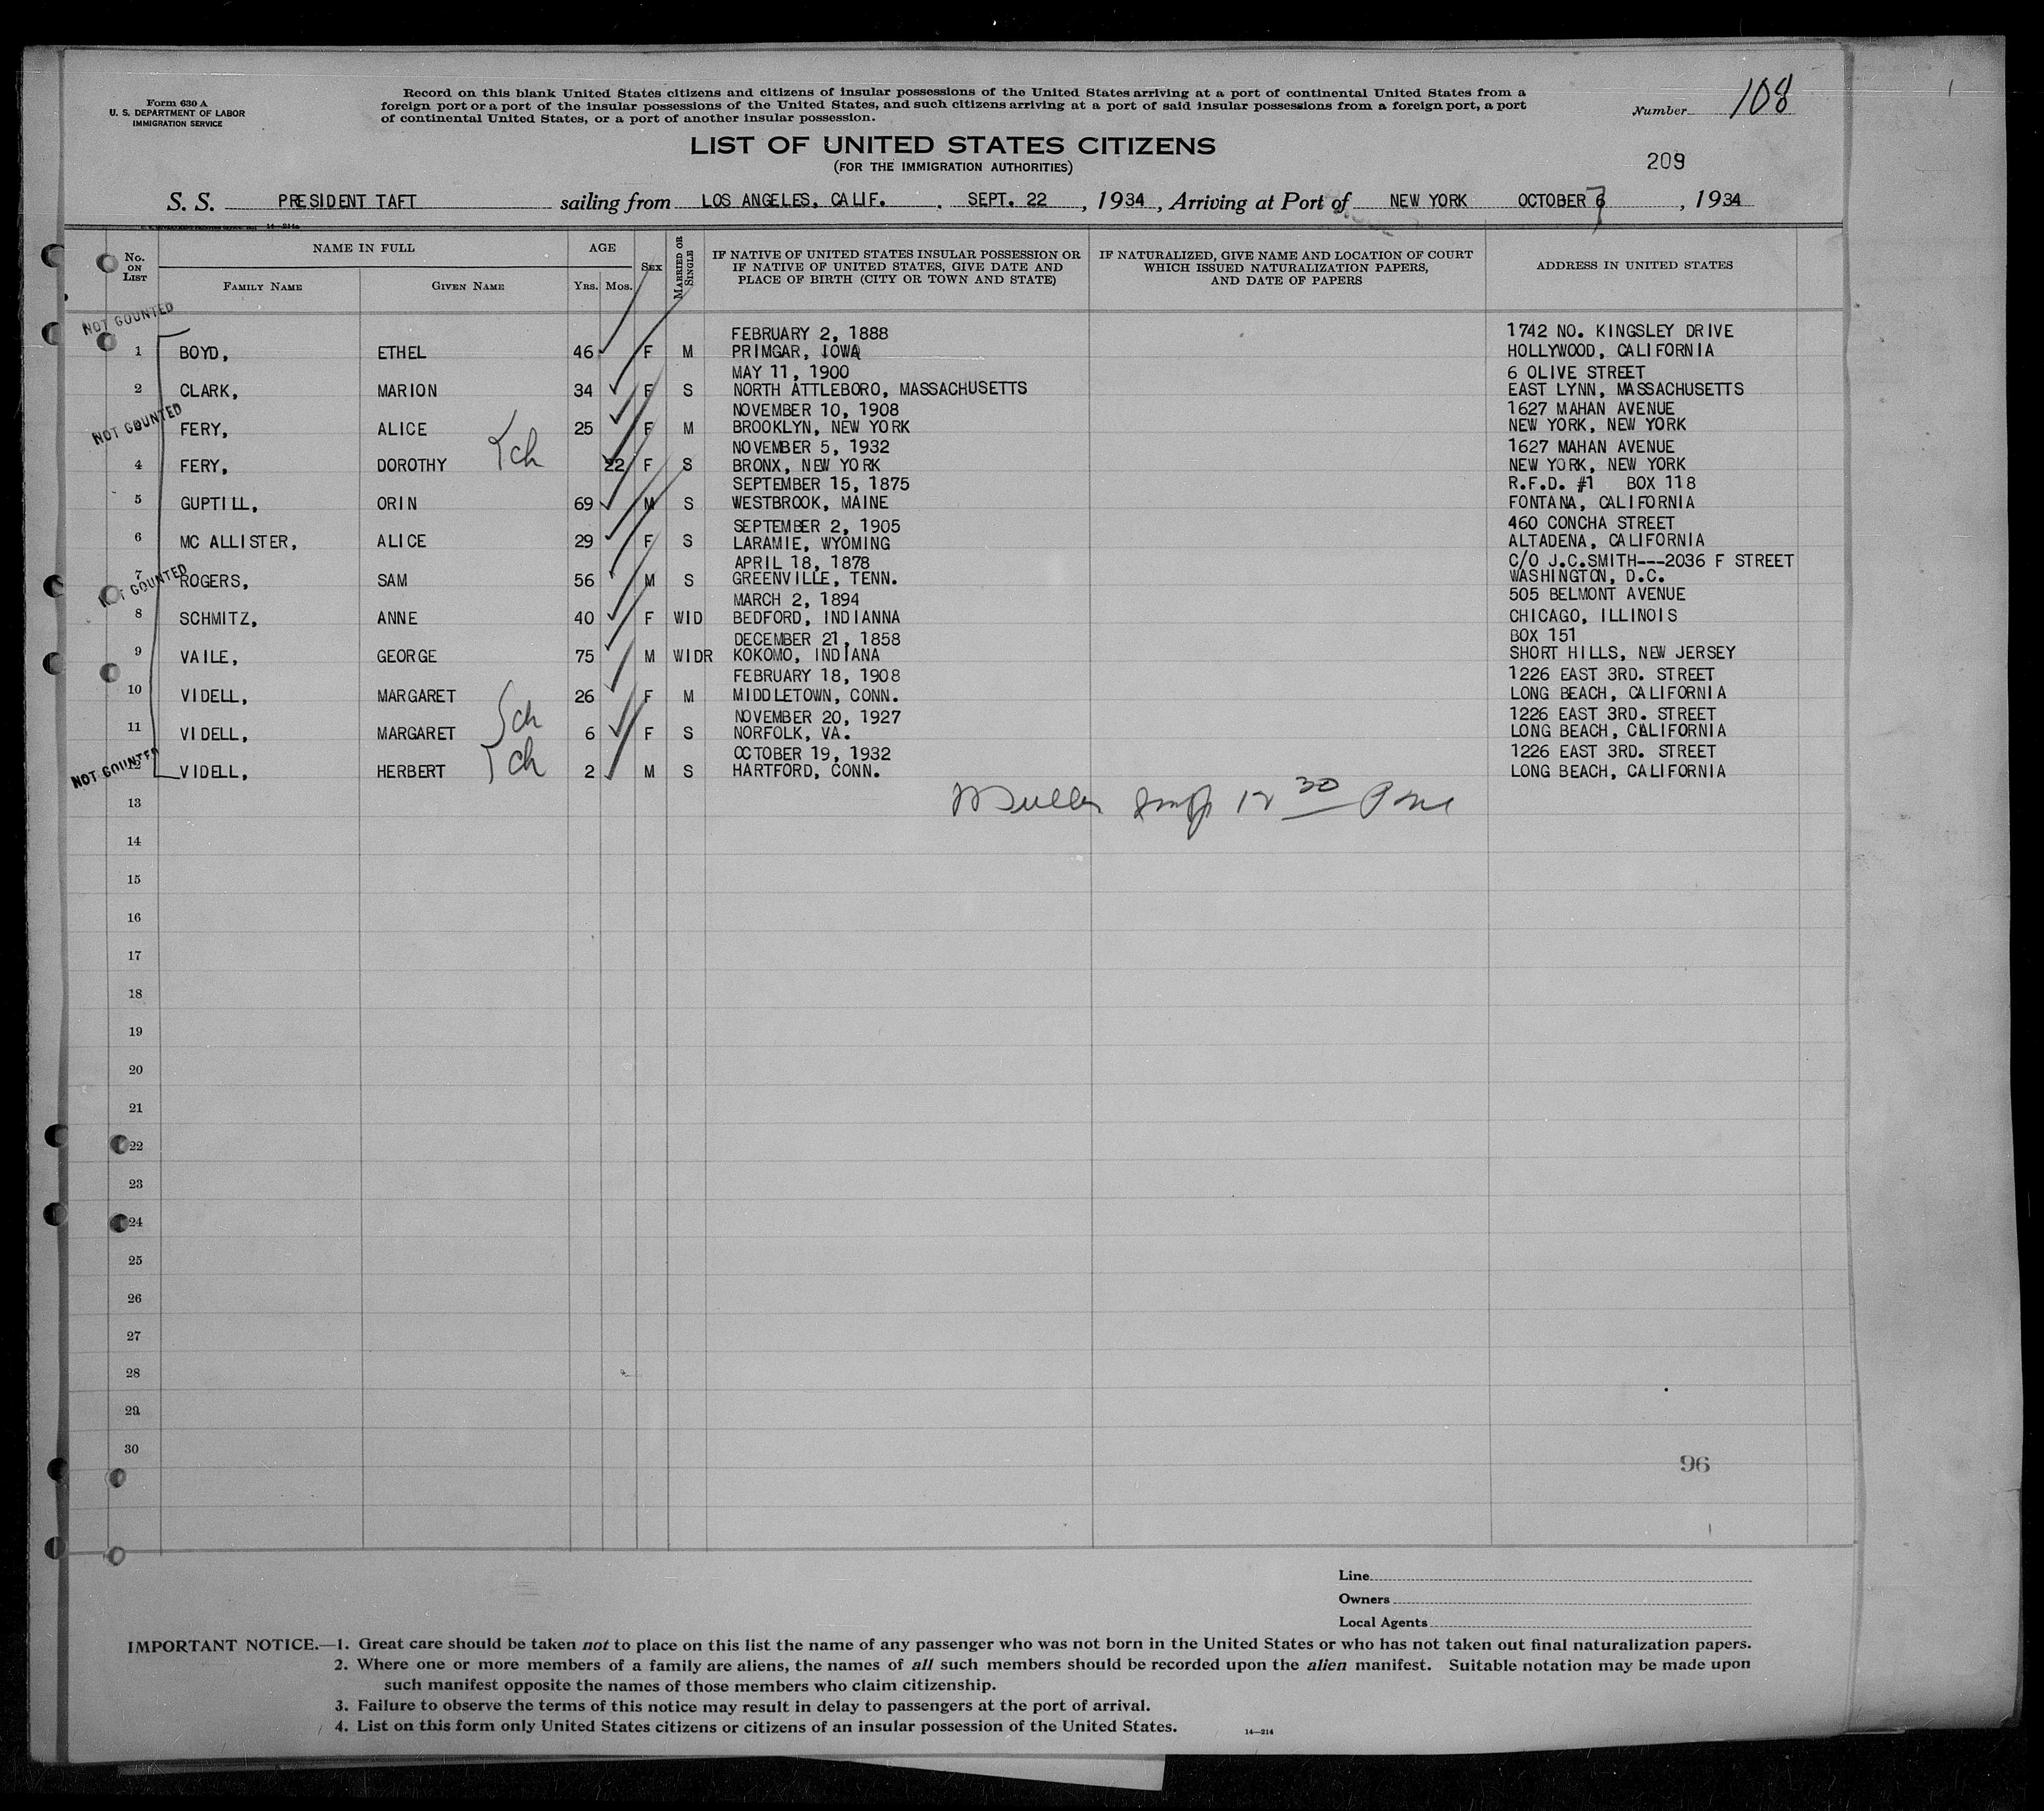 Form 630 A
U. S. DEPARTMENT OF LABOR
IMMIGRATION SERVICE
Record on this blank United States citizens and citizens of insular possessions of the United States arriving at a port of continental United States from a
foreign port or a port of the insular possessions of the United States, and such citizens arriving at a port of said insular possessions from a foreign port, a port
of continental United States, or a port of another insular possession.
Number 108
LIST OF UNITED STATES CITIZENS
(FOR THE IMMIGRATION AUTHORITIES)
209
S. S. PRESIDENT TAFT sailing from LOS ANGELES, CALIF. , SEPT. 22 , 1934 , Arriving at Port of NEW YORK OCTOBER 7 , 1934
14—214a
No. ON LIST
NAME IN FULL
FAMILY NAME
GIVEN NAME
AGE
YRS. MOS.
SEX
MARRIED OR SINGLE
IF NATIVE OF UNITED STATES INSULAR POSSESSION OR
IF NATIVE OF UNITED STATES, GIVE DATE AND
PLACE OF BIRTH (CITY OR TOWN AND STATE)
IF NATURALIZED, GIVE NAME AND LOCATION OF COURT
WHICH ISSUED NATURALIZATION PAPERS,
AND DATE OF PAPERS
ADDRESS IN UNITED STATES
NOT COUNTED
FEBRUARY 2, 1888 1742 NO. KINGSLEY DRIVE
1 BOYD, ETHEL 46 F M PRIMGAR, IOWA HOLLYWOOD, CALIFORNIA
MAY 11, 1900 6 OLIVE STREET
2 CLARK, MARION 34 F S NORTH ATTLEBORO, MASSACHUSETTS EAST LYNN, MASSACHUSETTS
NOT COUNTED
NOVEMBER 10, 1908 1627 MAHAN AVENUE
3 FERY, ALICE 25 F M BROOKLYN, NEW YORK NEW YORK, NEW YORK
NOVEMBER 5, 1932 1627 MAHAN AVENUE
4 FERY, DOROTHY ch 22 F S BRONX, NEW YORK NEW YORK, NEW YORK
SEPTEMBER 15, 1875 R.F.D. #1 BOX 118
5 GUPTILL, ORIN 69 M S WESTBROOK, MAINE FONTANA, CALIFORNIA
SEPTEMBER 2, 1905 460 CONCHA STREET
6 MC ALLISTER, ALICE 29 F S LARAMIE, WYOMING ALTADENA, CALIFORNIA
APRIL 18, 1878 C/O J.C.SMITH---2036 F STREET
7 ROGERS, SAM 56 M S GREENVILLE, TENN. WASHINGTON, D.C.
NOT COUNTED
MARCH 2, 1894 505 BELMONT AVENUE
8 SCHMITZ, ANNE 40 F WID BEDFORD, INDIANNA CHICAGO, ILLINOIS
DECEMBER 21, 1858 BOX 151
9 VAILE, GEORGE 75 M WIDR KOKOMO, INDIANA SHORT HILLS, NEW JERSEY
FEBRUARY 18, 1908 1226 EAST 3RD. STREET
10 VIDELL, MARGARET 26 F M MIDDLETOWN, CONN. LONG BEACH, CALIFORNIA
NOVEMBER 20, 1927 1226 EAST 3RD. STREET
11 VIDELL, MARGARET ch 6 F S NORFOLK, VA. LONG BEACH, CALIFORNIA
OCTOBER 19, 1932 1226 EAST 3RD. STREET
12 VIDELL, HERBERT ch 2 M S HARTFORD, CONN. LONG BEACH, CALIFORNIA
NOT COUNTED
13
12 30
14
15
16
17
18
19
20
21
22
23
24
25
26
27
28
29
30
96
Line
Owners
Local Agents
IMPORTANT NOTICE.—1. Great care should be taken not to place on this list the name of any passenger who was not born in the United States or who has not taken out final naturalization papers.
2. Where one or more members of a family are aliens, the names of all such members should be recorded upon the alien manifest. Suitable notation may be made upon
such manifest opposite the names of those members who claim citizenship.
3. Failure to observe the terms of this notice may result in delay to passengers at the port of arrival.
4. List on this form only United States citizens or citizens of an insular possession of the United States.
14—214